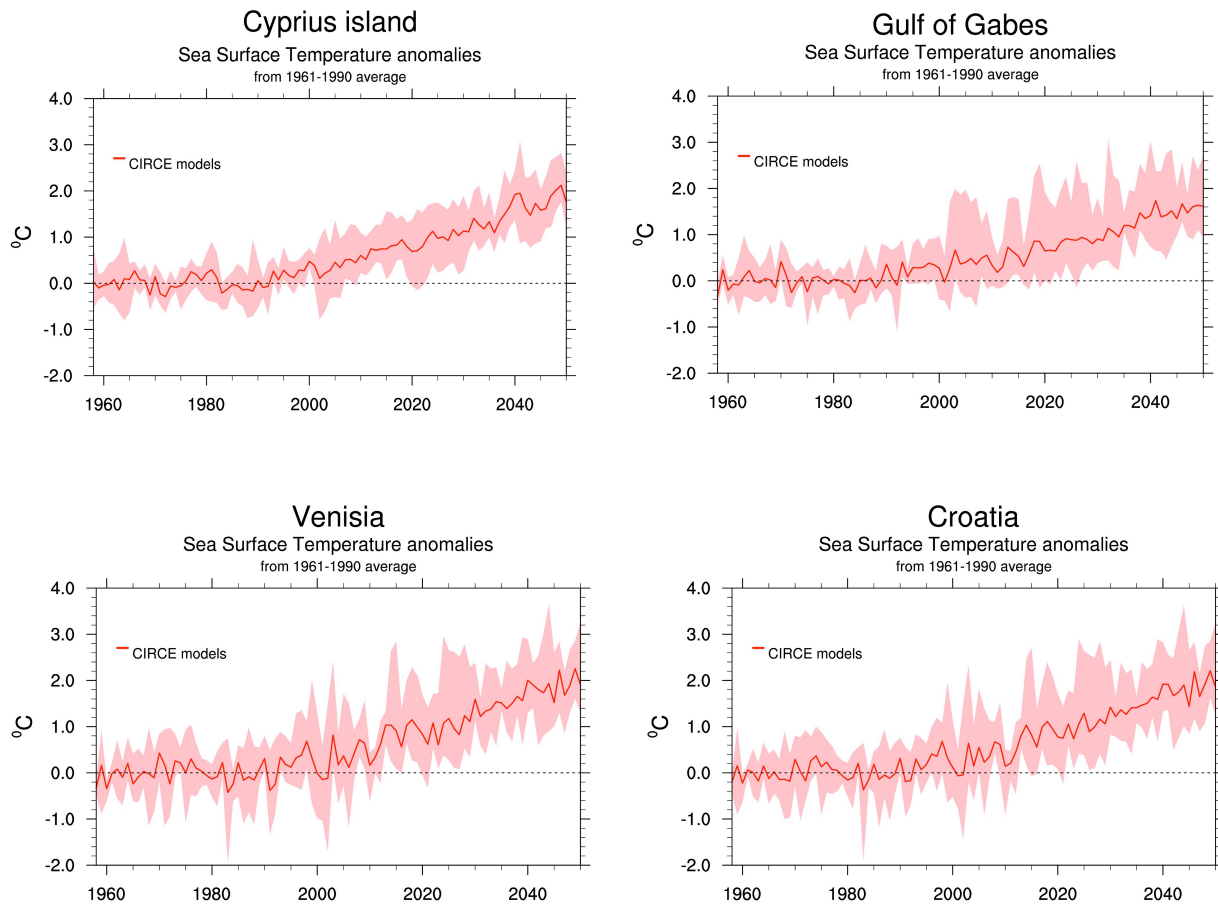 Cyprius island
Sea Surface Temperature anomalies
from 1961-1990 average
4.0
3.0
2.0
1.0
0.0
-1.0
-2.0
⁰C
CIRCE models
1960 1980 2000 2020 2040
Gulf of Gabes
Sea Surface Temperature anomalies
from 1961-1990 average
4.0
3.0
2.0
1.0
0.0
-1.0
-2.0
⁰C
CIRCE models
1960 1980 2000 2020 2040
Venisia
Sea Surface Temperature anomalies
from 1961-1990 average
4.0
3.0
2.0
1.0
0.0
-1.0
-2.0
⁰C
CIRCE models
1960 1980 2000 2020 2040
Croatia
Sea Surface Temperature anomalies
from 1961-1990 average
4.0
3.0
2.0
1.0
0.0
-1.0
-2.0
⁰C
CIRCE models
1960 1980 2000 2020 2040